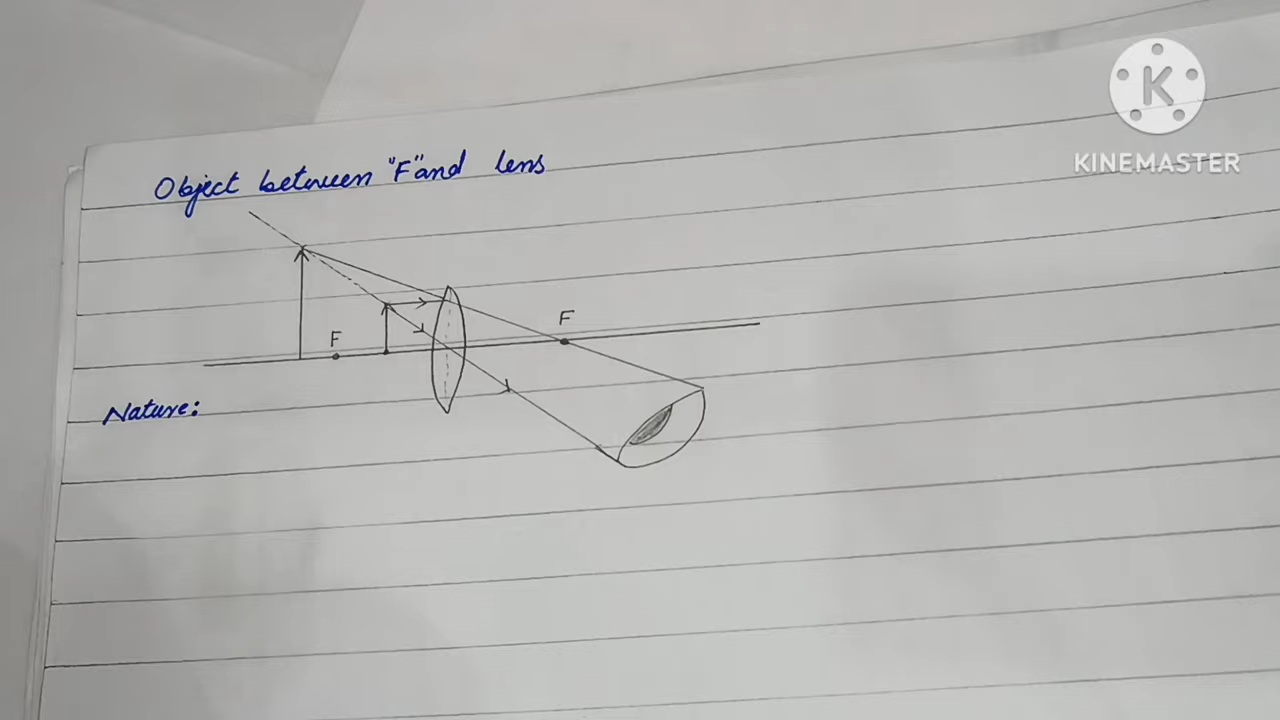 Object between "F" and lens
F
F
Nature:
K
KINEMASTER